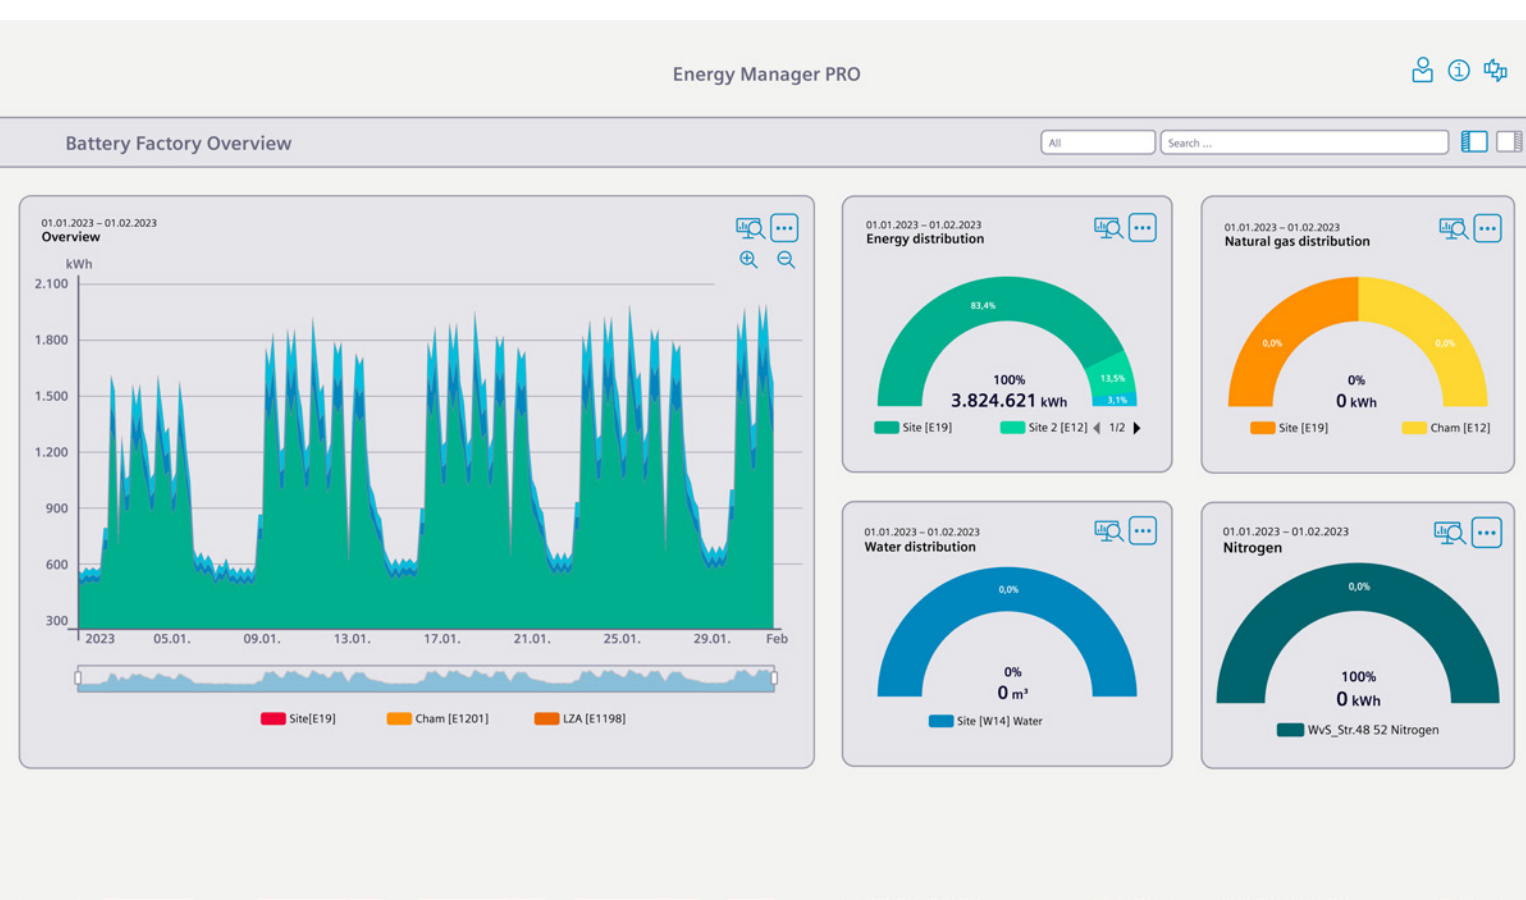 Energy Manager PRO
Battery Factory Overview
All
Search ...
01.01.2023 – 01.02.2023
Overview
kWh
2.100
1.800
1.500
1.200
900
600
300
2023 05.01. 09.01. 13.01. 17.01. 21.01. 25.01. 29.01. Feb
Site[E19] Cham [E1201] LZA [E1198]
01.01.2023 – 01.02.2023
Energy distribution
83,4%
13,5%
3,1%
100%
3.824.621 kWh
Site [E19] Site 2 [E12] 1/2
01.01.2023 – 01.02.2023
Natural gas distribution
0,0% 0,0%
0%
0 kWh
Site [E19] Cham [E12]
01.01.2023 – 01.02.2023
Water distribution
0,0%
0%
0 m³
Site [W14] Water
01.01.2023 – 01.02.2023
Nitrogen
0,0%
100%
0 kWh
WvS_Str.48 52 Nitrogen